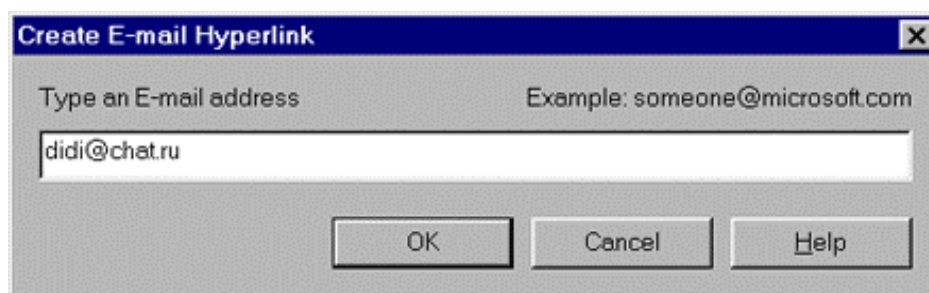 Create E-mail Hyperlink
Type an E-mail address Example: someone@microsoft.com
didi@chat.ru
OK Cancel Help